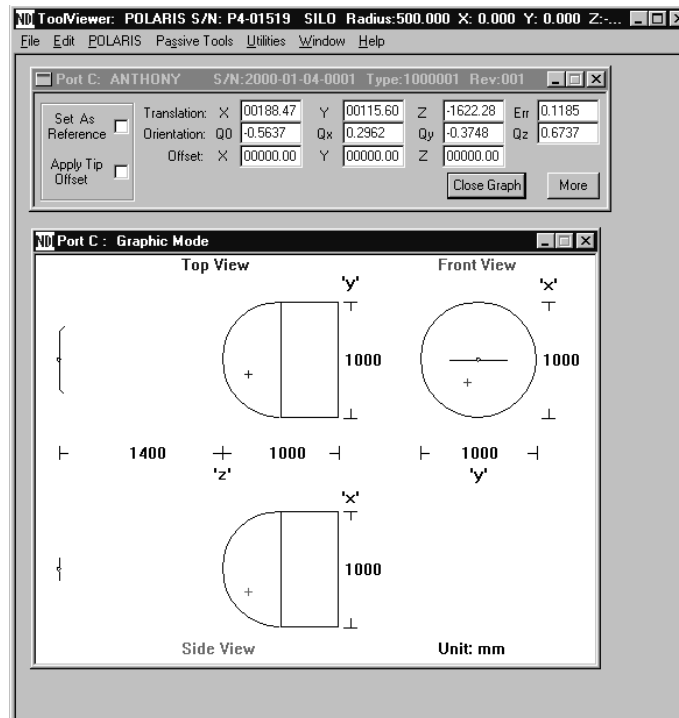 ToolViewer: POLARIS S/N: P4-01519 SILO Radius:500.000 X: 0.000 Y: 0.000 Z:-...
File Edit POLARIS Passive Tools Utilities Window Help
Port C: ANTHONY S/N:2000-01-04-0001 Type:1000001 Rev:001
Set As Reference
Translation: X 00188.47 Y 00115.60 Z -1622.28 Err 0.1185
Orientation: Q0 -0.5637 Qx 0.2962 Qy -0.3748 Qz 0.6737
Apply Tip Offset
Offset: X 00000.00 Y 00000.00 Z 00000.00
Close Graph More
ND Port C : Graphic Mode
Top View Front View
'y' 'x'
1000 1000
1400 1000 1000
'z' 'y'
'x'
1000
Side View Unit: mm